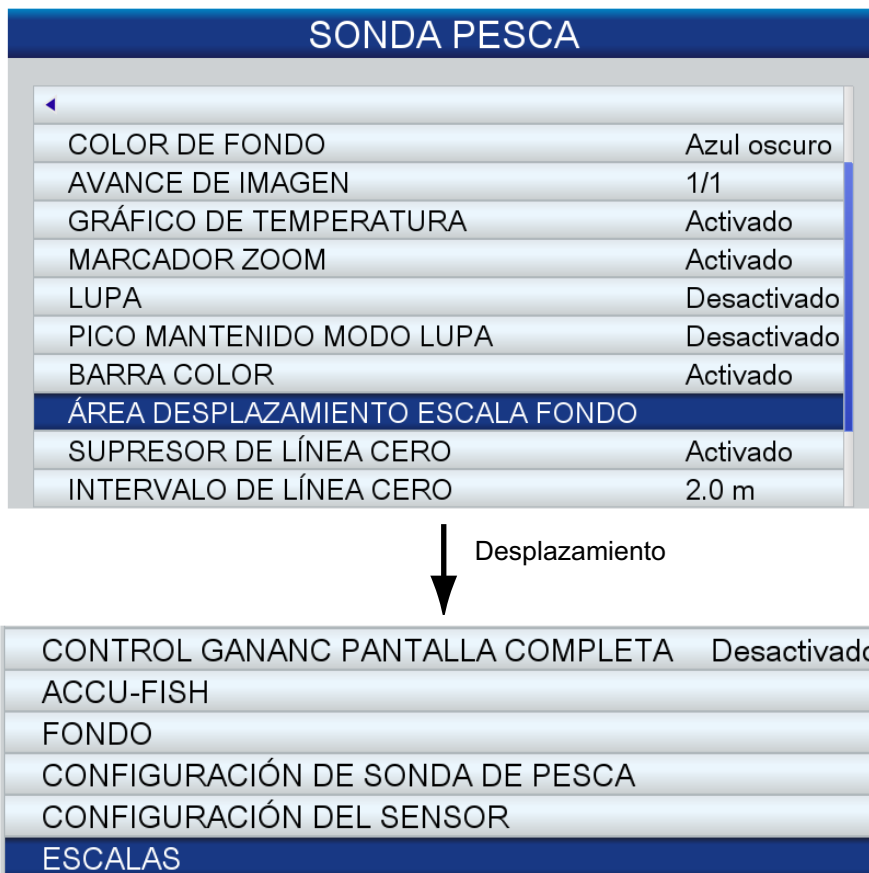 SONDA PESCA
COLOR DE FONDO Azul oscuro
AVANCE DE IMAGEN 1/1
GRÁFICO DE TEMPERATURA Activado
MARCADOR ZOOM Activado
LUPA Desactivado
PICO MANTENIDO MODO LUPA Desactivado
BARRA COLOR Activado
ÁREA DESPLAZAMIENTO ESCALA FONDO
SUPRESOR DE LÍNEA CERO Activado
INTERVALO DE LÍNEA CERO 2.0 m
Desplazamiento
CONTROL GANANC PANTALLA COMPLETA Desactivado
ACCU-FISH
FONDO
CONFIGURACIÓN DE SONDA DE PESCA
CONFIGURACIÓN DEL SENSOR
ESCALAS